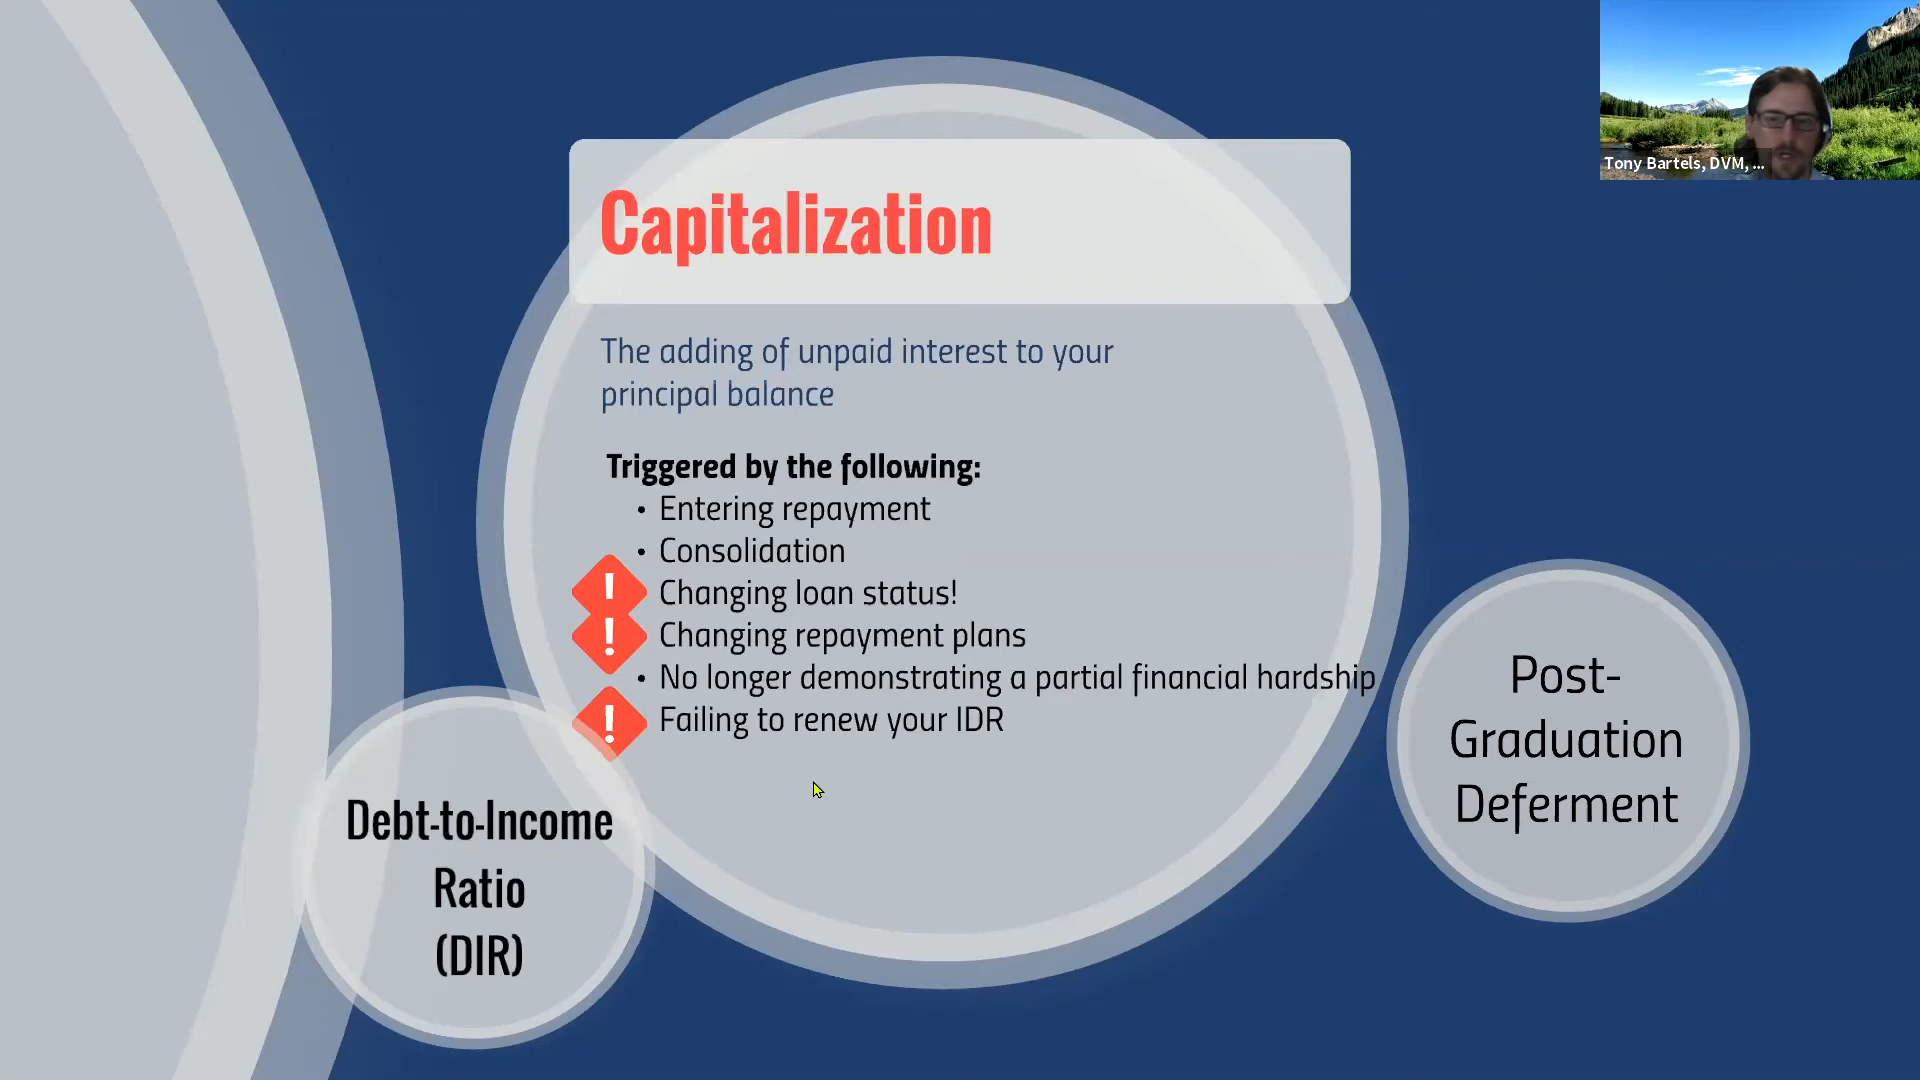 Tony Bartels, DVM, ...
Capitalization
The adding of unpaid interest to your
principal balance
Triggered by the following:
• Entering repayment
• Consolidation
! Changing loan status!
! Changing repayment plans
• No longer demonstrating a partial financial hardship
! Failing to renew your IDR
Debt-to-Income
Ratio
(DIR)
Post-
Graduation
Deferment